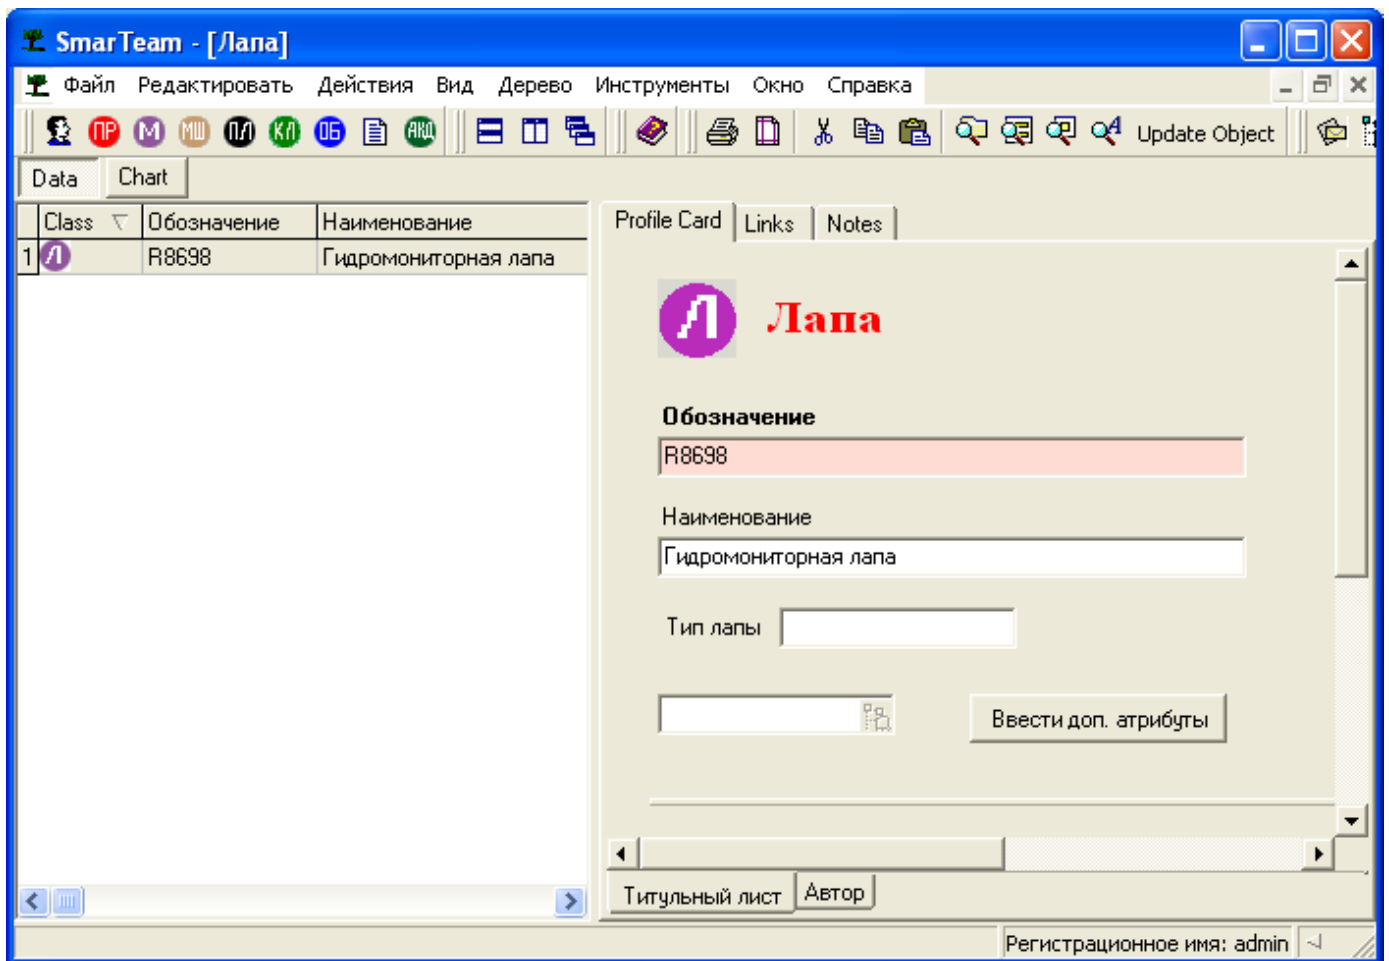 SmarTeam - [Лапа]
Файл Редактировать Действия Вид Дерево Инструменты Окно Справка
ПР М МШ ПЛ КЛ ОБ АКД Update Object
Data Chart
Class Обозначение Наименование
1 Л R8698 Гидромониторная лапа
Profile Card Links Notes
Л Лапа
Обозначение
R8698
Наименование
Гидромониторная лапа
Тип лапы
Ввести доп. атрибуты
Титульный лист Автор
Регистрационное имя: admin